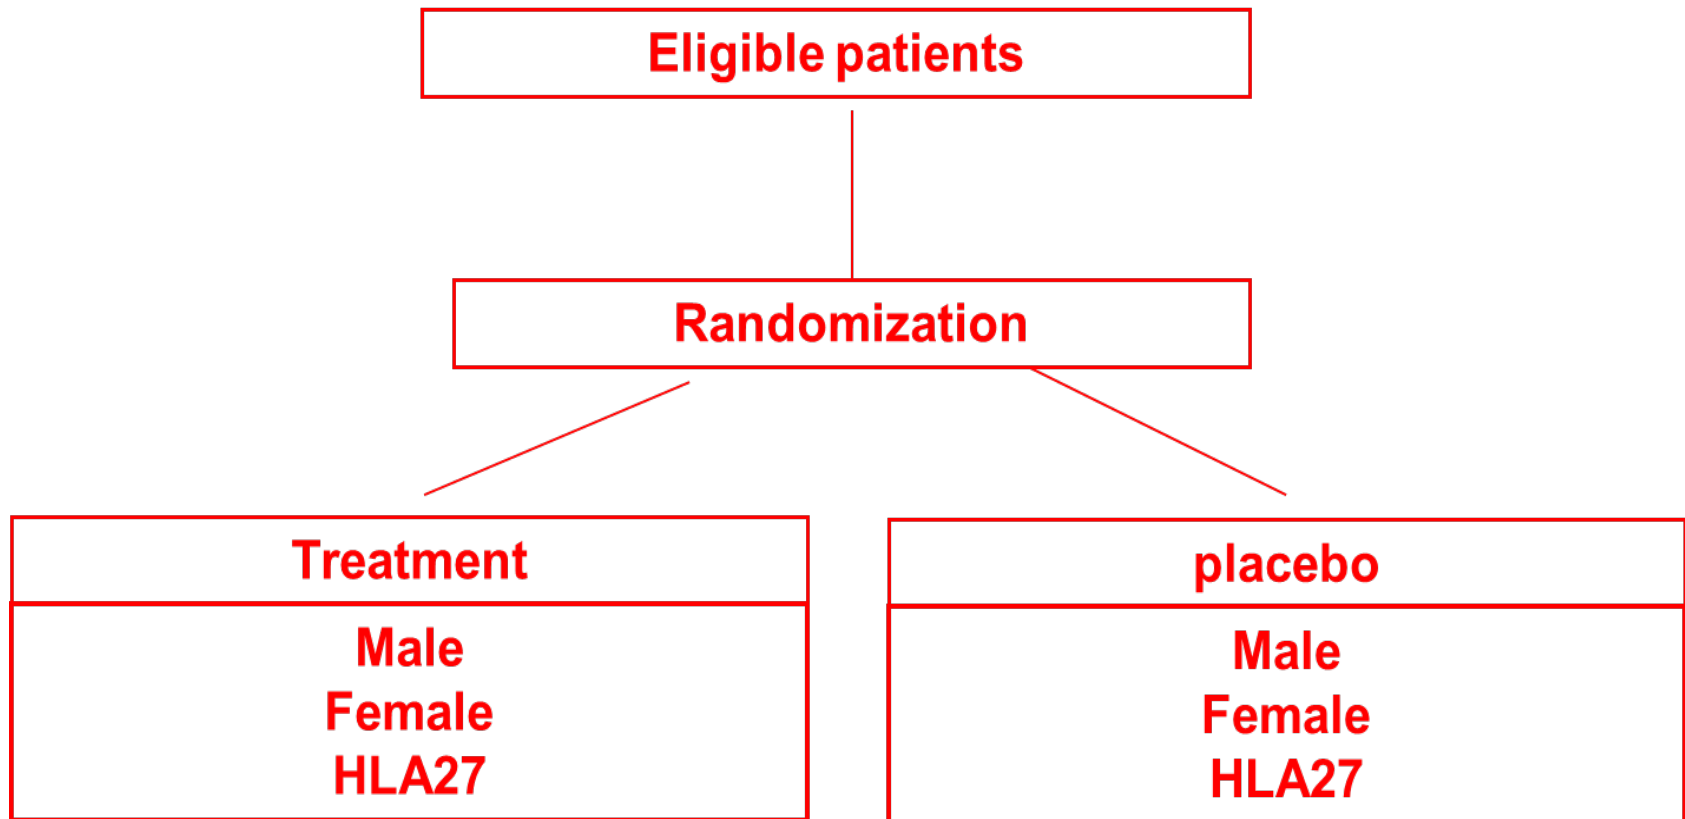 Eligible patients
Randomization
Treatment
Male
Female
HLA27
placebo
Male
Female
HLA27